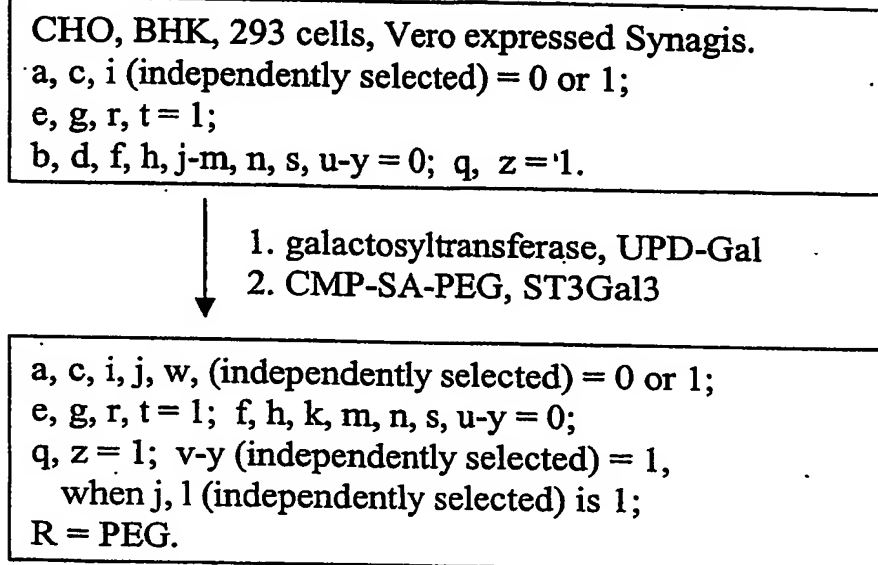 CHO, BHK, 293 cells, Vero expressed Synagis.
a, c, i (independently selected) = 0 or 1;
e, g, r, t = 1;
b, d, f, h, j-m, n, s, u-y = 0; q, z = 1.
1. galactosyltransferase, UPD-Gal
2. CMP-SA-PEG, ST3Gal3
a, c, i, j, w, (independently selected) = 0 or 1;
e, g, r, t = 1; f, h, k, m, n, s, u-y = 0;
q, z = 1; v-y (independently selected) = 1,
when j, l (independently selected) is 1;
R = PEG.